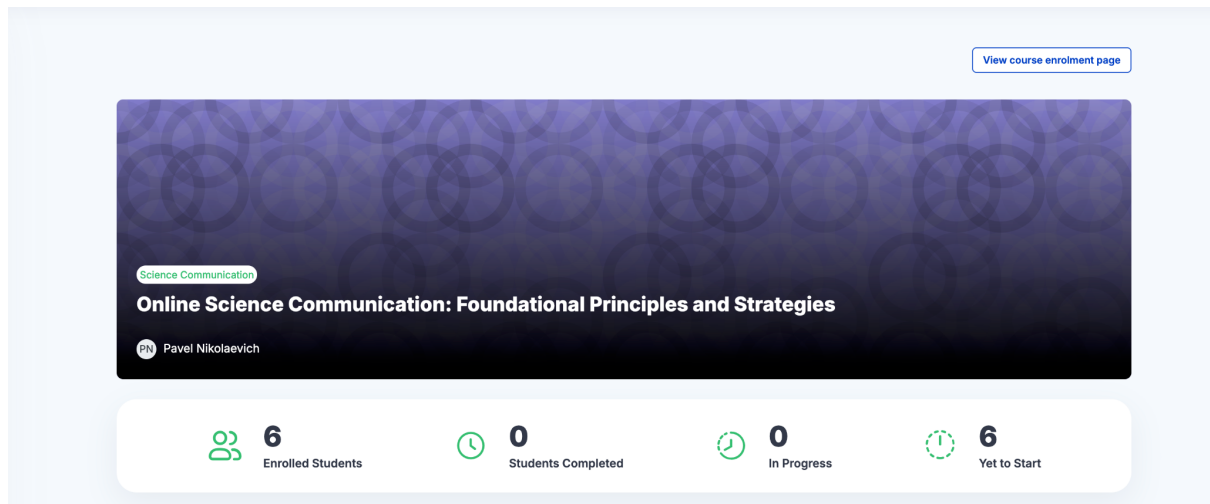 View course enrolment page
Science Communication
Online Science Communication: Foundational Principles and Strategies
PN Pavel Nikolaevich
6
Enrolled Students
0
Students Completed
0
In Progress
6
Yet to Start